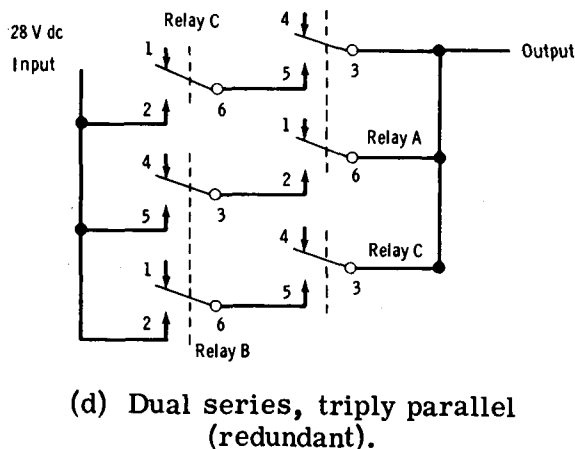 28 V dc
Input
Relay C
1
2
6
4
5
3
Output
1
2
6
Relay A
4
5
3
4
5
3
Relay C
1
2
6
Relay B
(d) Dual series, triply parallel
(redundant).